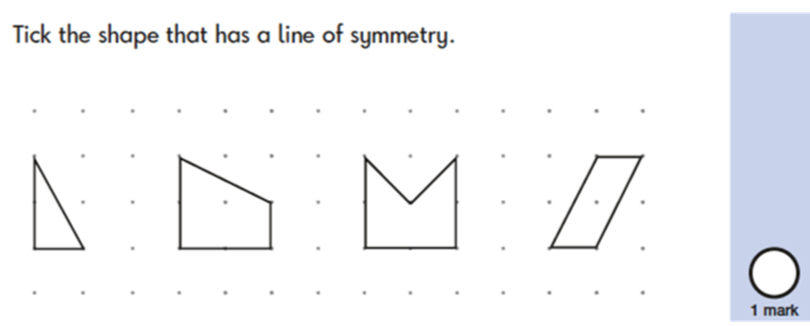 Tick the shape that has a line of symmetry.
1 mark